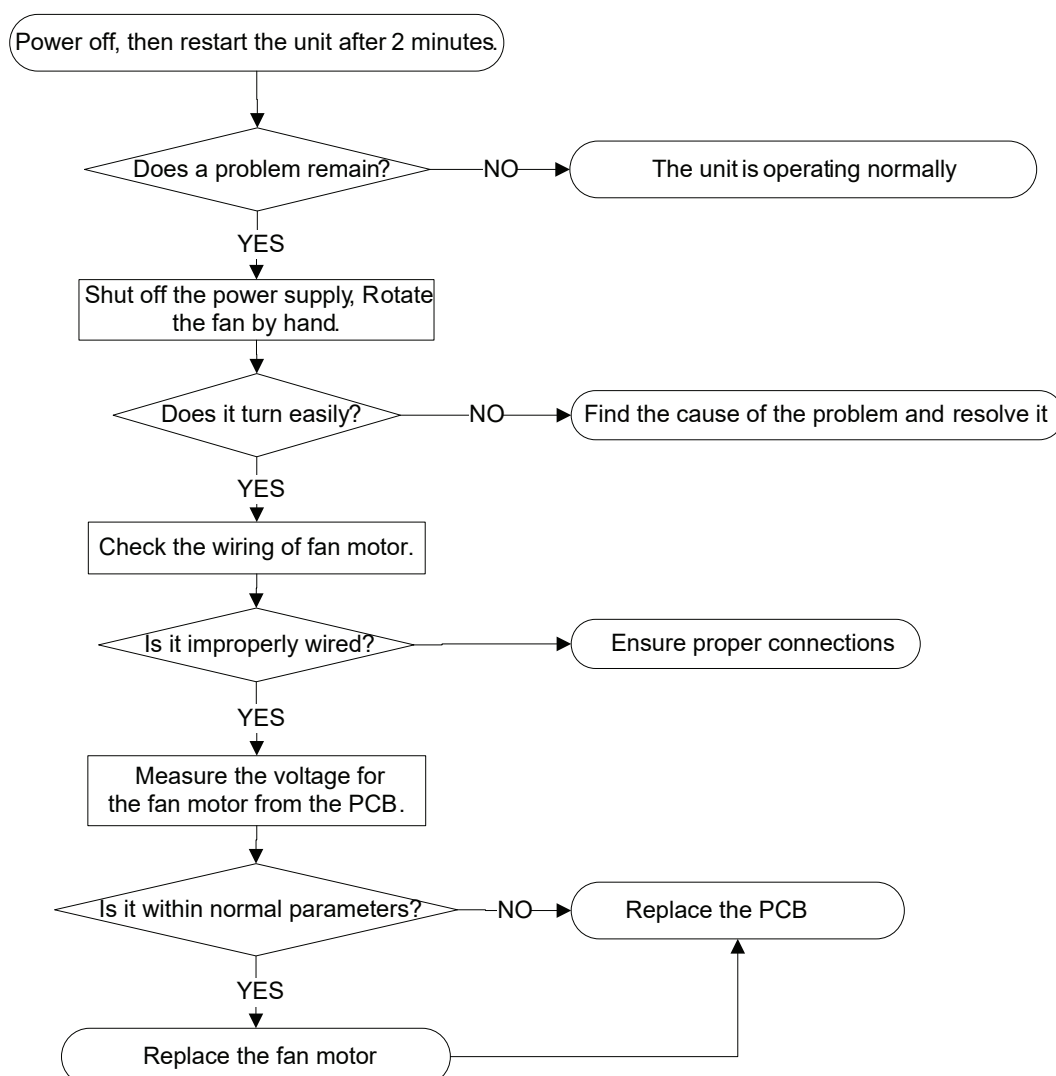 Power off, then restart the unit after 2 minutes.
Does a problem remain?
NO
The unit is operating normally
YES
Shut off the power supply, Rotate
the fan by hand.
Does it turn easily?
NO
Find the cause of the problem and resolve it
YES
Check the wiring of fan motor.
Is it improperly wired?
Ensure proper connections
YES
Measure the voltage for
the fan motor from the PCB.
Is it within normal parameters?
NO
Replace the PCB
YES
Replace the fan motor